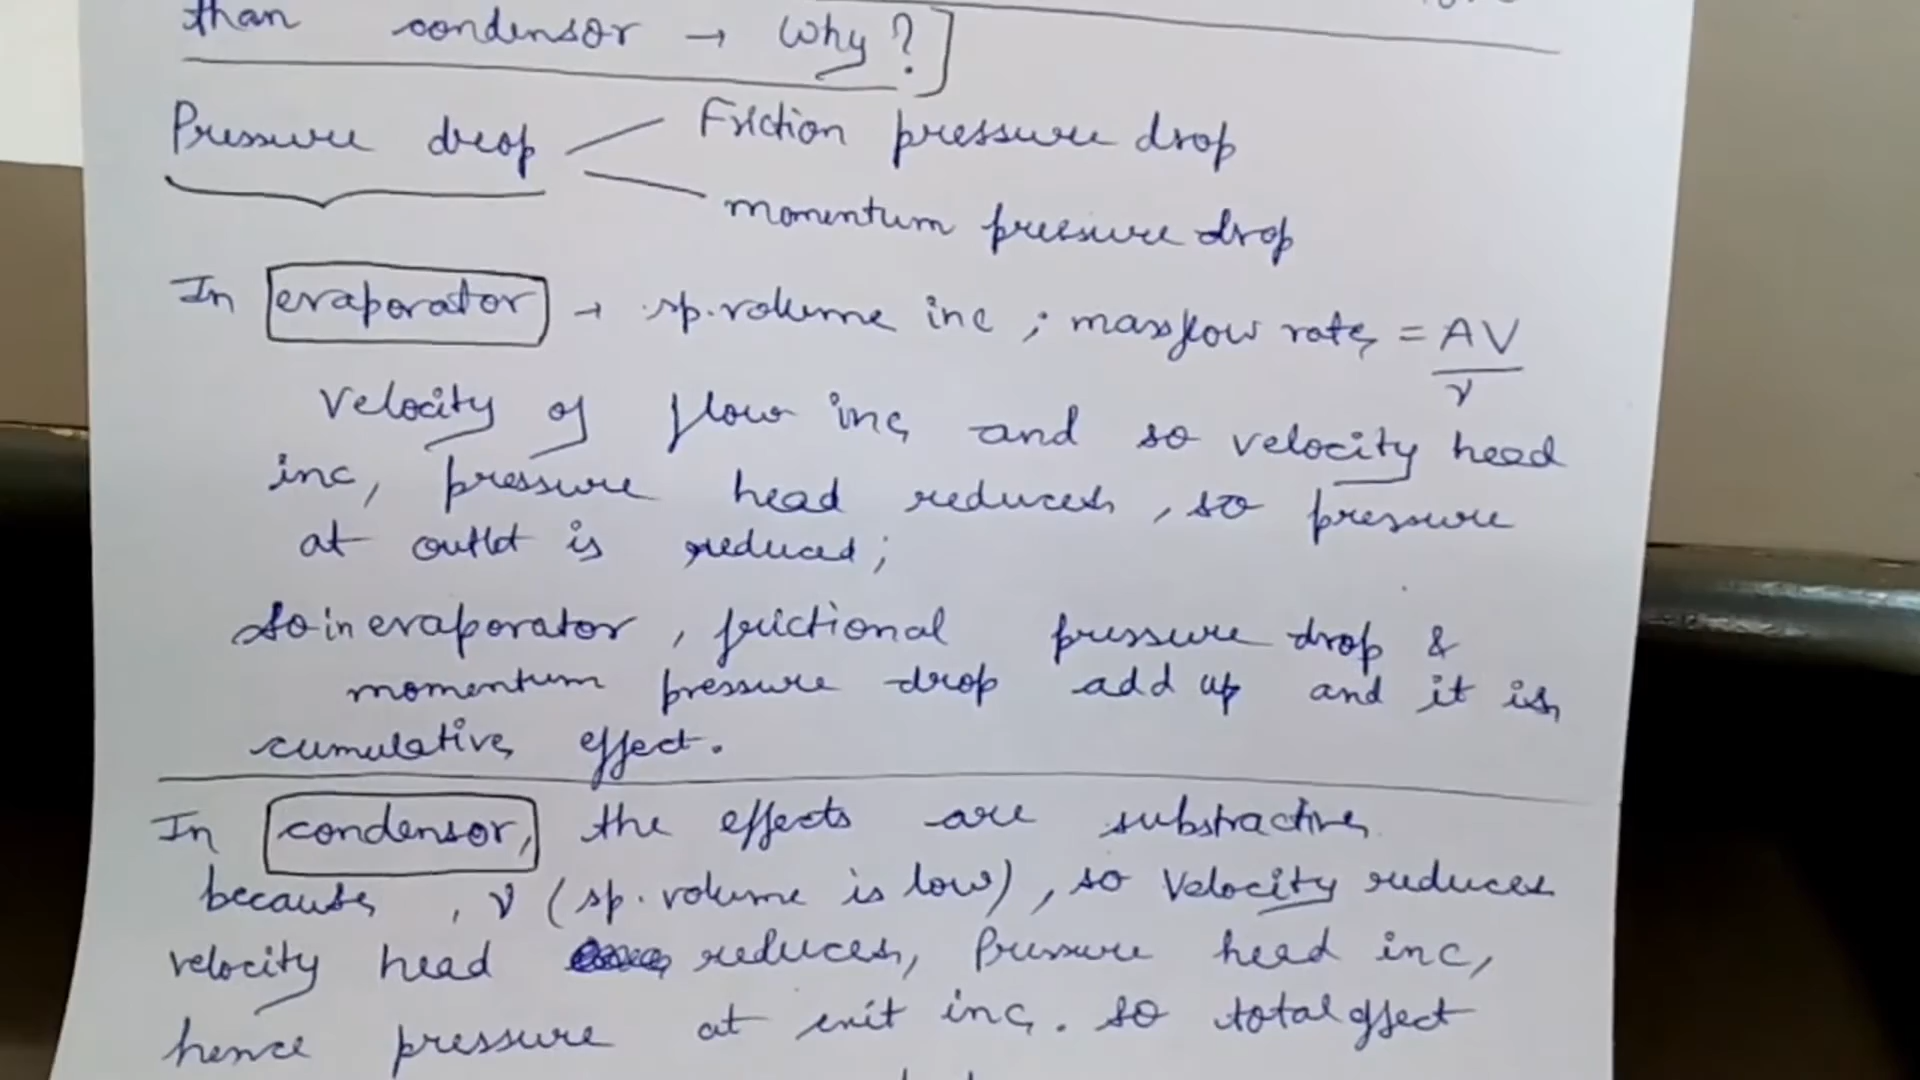 than condensor → Why?]
Pressure drop Friction pressure drop
momentum pressure drop
In evaporator → sp. volume inc ; massflow rate = AV
ν
Velocity of flow inc, and so velocity head
inc, pressure head reduces, so pressure
at outlet is reduced;
So in evaporator, frictional pressure drop &
momentum pressure drop add up and it is
cumulative effect.
In condensor, the effects are substractive
because, ν (sp. volume is low), so Velocity reduces
velocity head reduces, Pressure head inc,
hence pressure at exit inc. so total effect